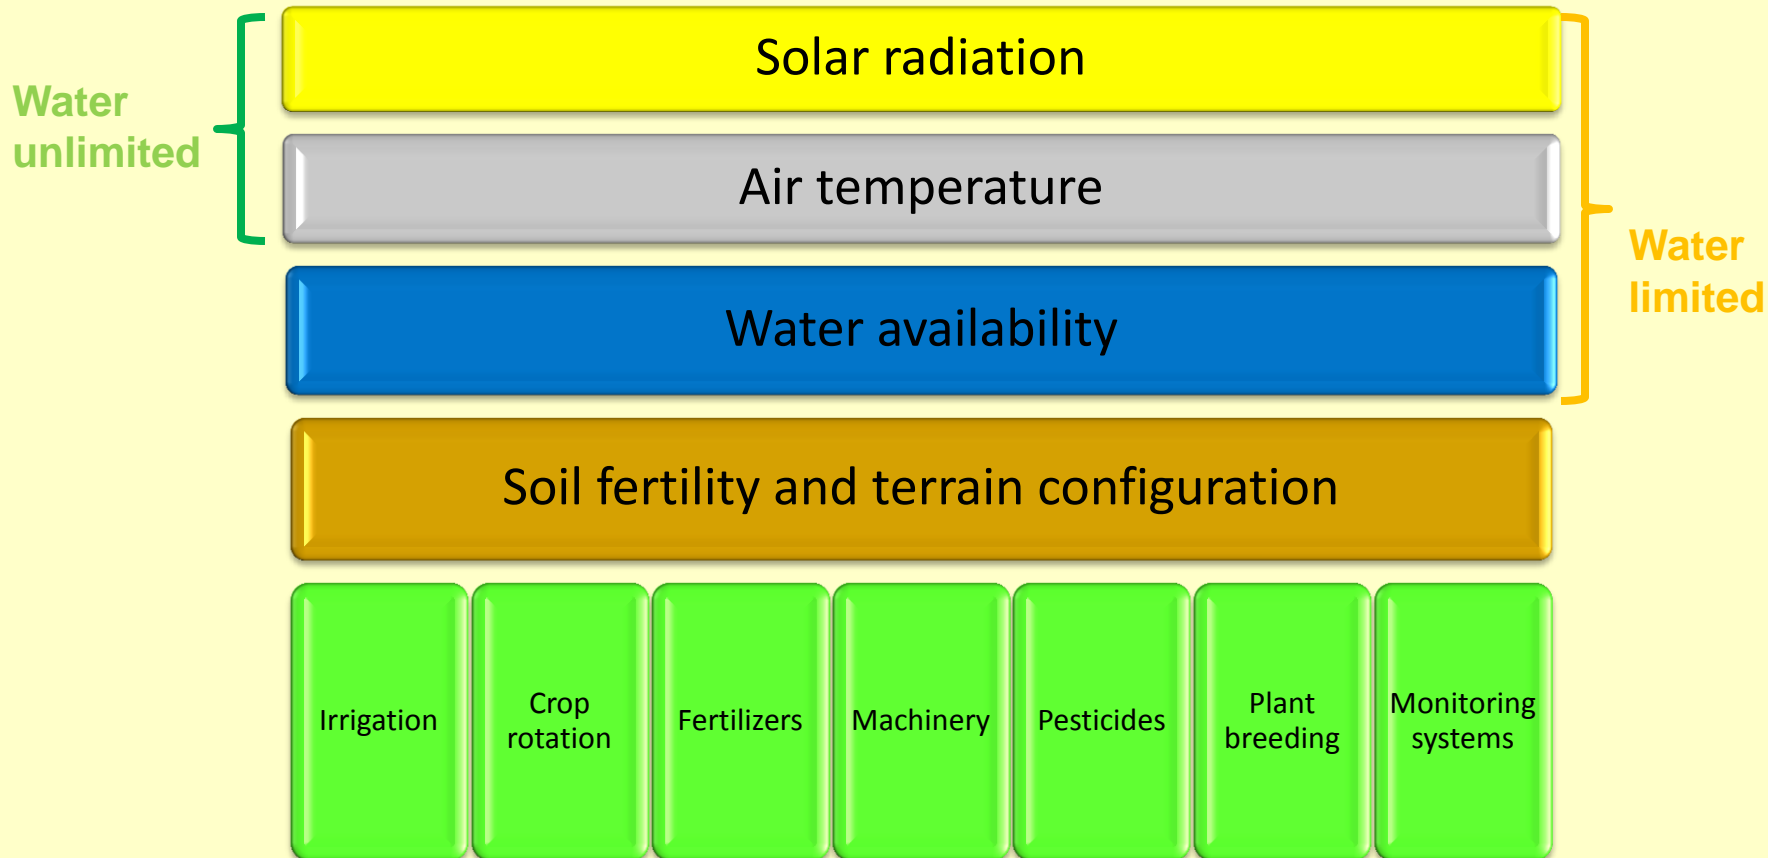 Solar radiation
Water
unlimited
Air temperature
Water
limited
Water availability
Soil fertility and terrain configuration
Irrigation
Crop
rotation
Fertilizers
Machinery
Pesticides
Plant
breeding
Monitoring
systems